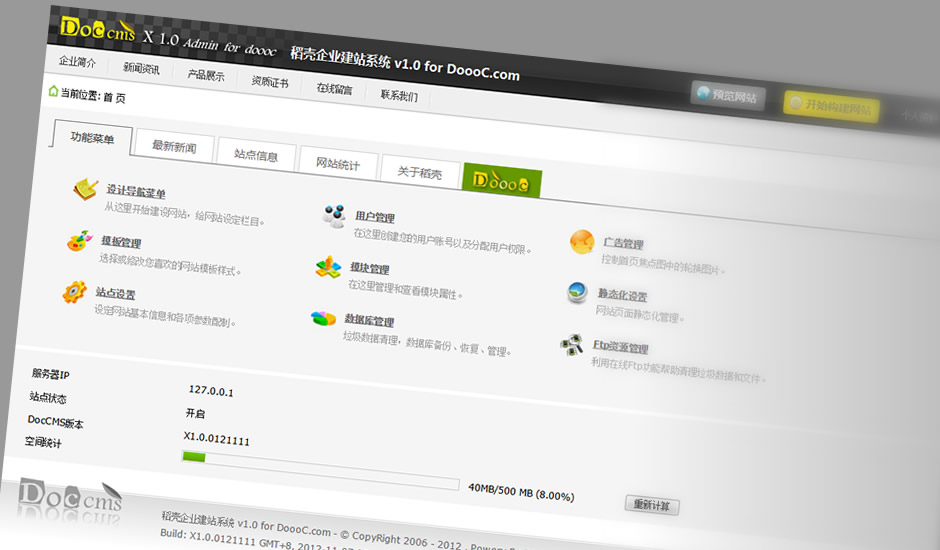 Doccms X 1.0 Admin for doooc 稻壳企业建站系统 v1.0 for DoooC.com
预览网站 开始构建网站
企业简介 新闻资讯 产品展示 资质证书 在线留言 联系我们
当前位置: 首 页
功能菜单 最新新闻 站点信息 网站统计 关于稻壳 DoooC
设计导航菜单
从这里开始建设网站,给网站设定栏目。
用户管理
在这里创建您的用户账号以及分配用户权限。
广告管理
控制首页焦点图中的轮换图片。
模板管理
选择或修改您喜欢的网站模板样式。
模块管理
在这里管理和查看模块属性。
静态化设置
网站页面静态化管理。
站点设置
设定网站基本信息和各项参数配制。
数据库管理
垃圾数据清理,数据库备份、恢复、管理。
Ftp资源管理
利用在线Ftp功能帮助清理垃圾数据和文件。
服务器IP 127.0.0.1
站点状态 开启
DocCMS版本 X1.0.0121111
空间统计 40MB/500 MB (8.00%) 重新计算
Doccms
稻壳企业建站系统 v1.0 for DoooC.com - © CopyRight 2006 - 2012 , Power
Build: X1.0.0121111 GMT+8, 2012-11-07